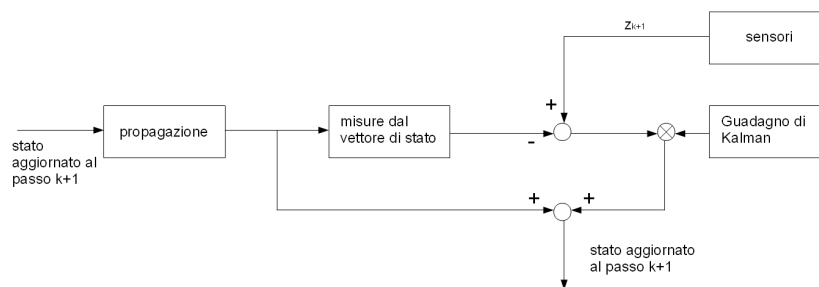 z k+1
sensori
+
propagazione
misure dal
vettore di stato
-
Guadagno di
Kalman
stato
aggiornato al
passo k+1
+
+
stato aggiornato
al passo k+1